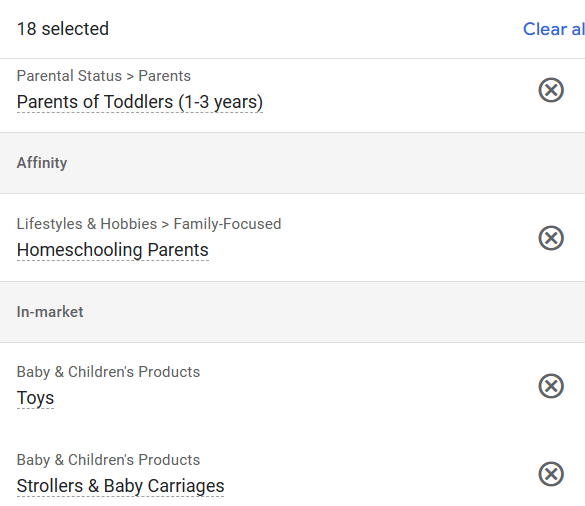 18 selected
Clear al
Parental Status > Parents
Parents of Toddlers (1-3 years)
Affinity
Lifestyles & Hobbies > Family-Focused
Homeschooling Parents
In-market
Baby & Children's Products
Toys
Baby & Children's Products
Strollers & Baby Carriages